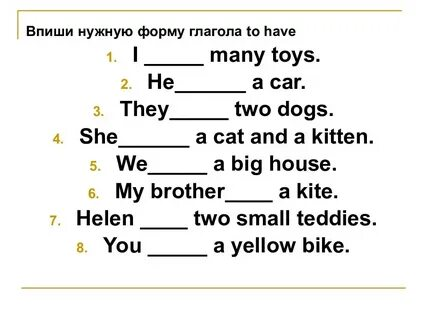 Впиши нужную форму глагола to have
1. I _____ many toys.
2. He______ a car.
3. They_____ two dogs.
4. She______ a cat and a kitten.
5. We_____ a big house.
6. My brother____ a kite.
7. Helen ____ two small teddies.
8. You _____ a yellow bike.